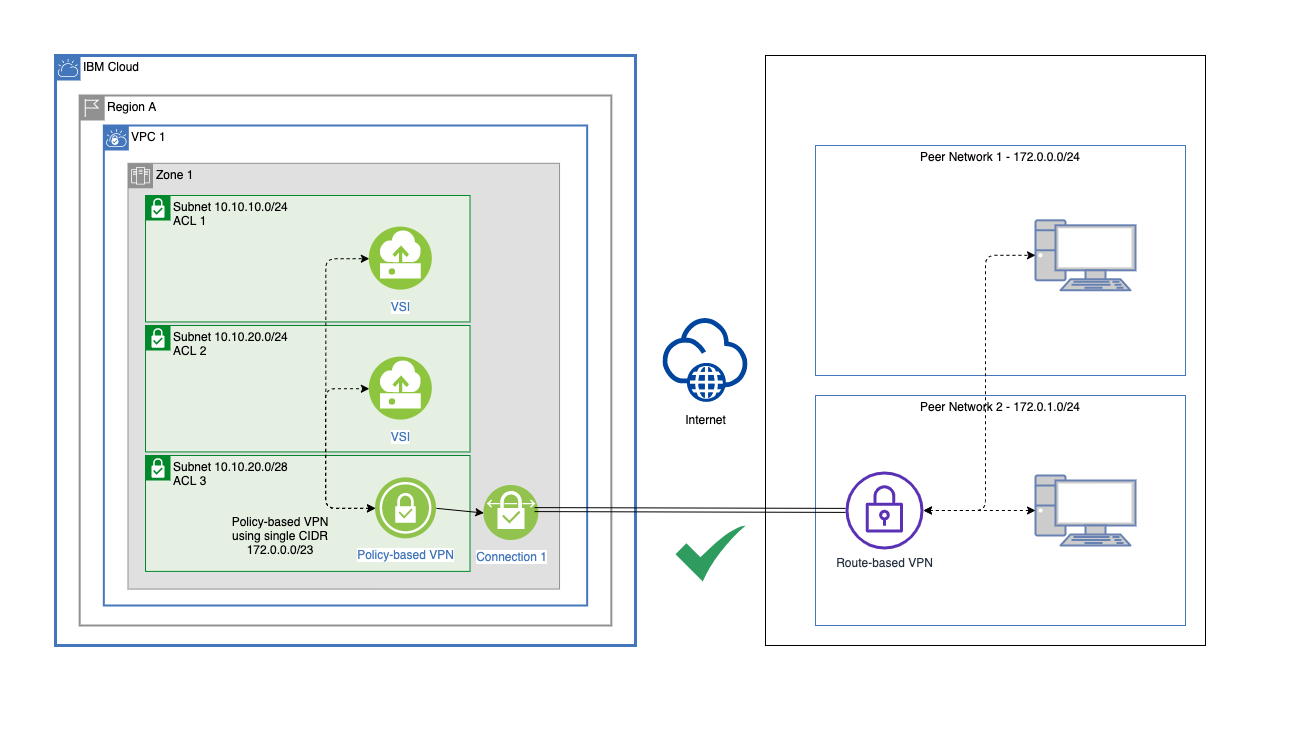 IBM Cloud
Region A
VPC 1
Zone 1
Subnet 10.10.10.0/24
ACL 1
VSI
Subnet 10.10.20.0/24
ACL 2
VSI
Subnet 10.10.20.0/28
ACL 3
Policy-based VPN
using single CIDR
172.0.0.0/23
Policy-based VPN
Connection 1
Internet
Peer Network 1 - 172.0.0.0/24
Peer Network 2 - 172.0.1.0/24
Route-based VPN